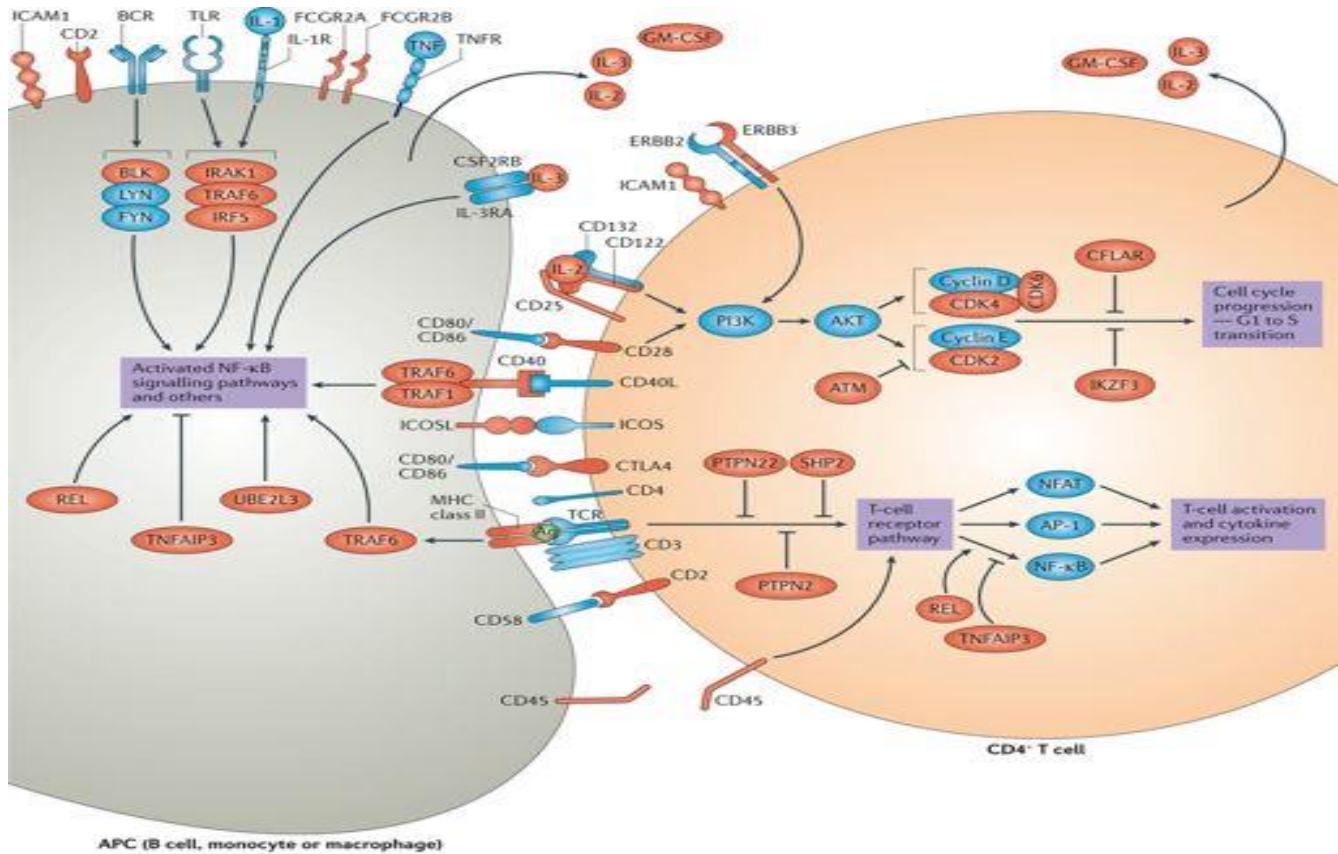 ICAM1
CD2
BCR
TLR
IL-1
IL-1R
FCGR2A
FCGR2B
TNF
TNFR
GM-CSF
IL-3
IL-2
GM-CSF
IL-3
IL-2
BLK
LYN
FYN
IRAK1
TRAF6
IRF5
CSF2RB
IL-3
IL-3RA
ERBB2
ERBB3
ICAM1
CD132
CD122
IL-2
CD25
CD80/
CD86
CD28
PI3K
AKT
Cyclin D
CDK4
CDK6
Cyclin E
CDK2
ATM
CFLAR
IKZF3
Cell cycle
progression
— G1 to S
transition
Activated NF-κB
signalling pathways
and others
TRAF6
TRAF1
CD40
CD40L
ICOSL
ICOS
CD80/
CD86
CTLA4
CD4
MHC
class II
Ag
TCR
CD3
CD2
CD58
CD45
CD45
REL
TNFAIP3
UBE2L3
TRAF6
PTPN22
SHP2
PTPN2
T-cell
receptor
pathway
NFAT
AP-1
NF-κB
REL
TNFAIP3
T-cell activation
and cytokine
expression
CD4⁺ T cell
APC (B cell, monocyte or macrophage)